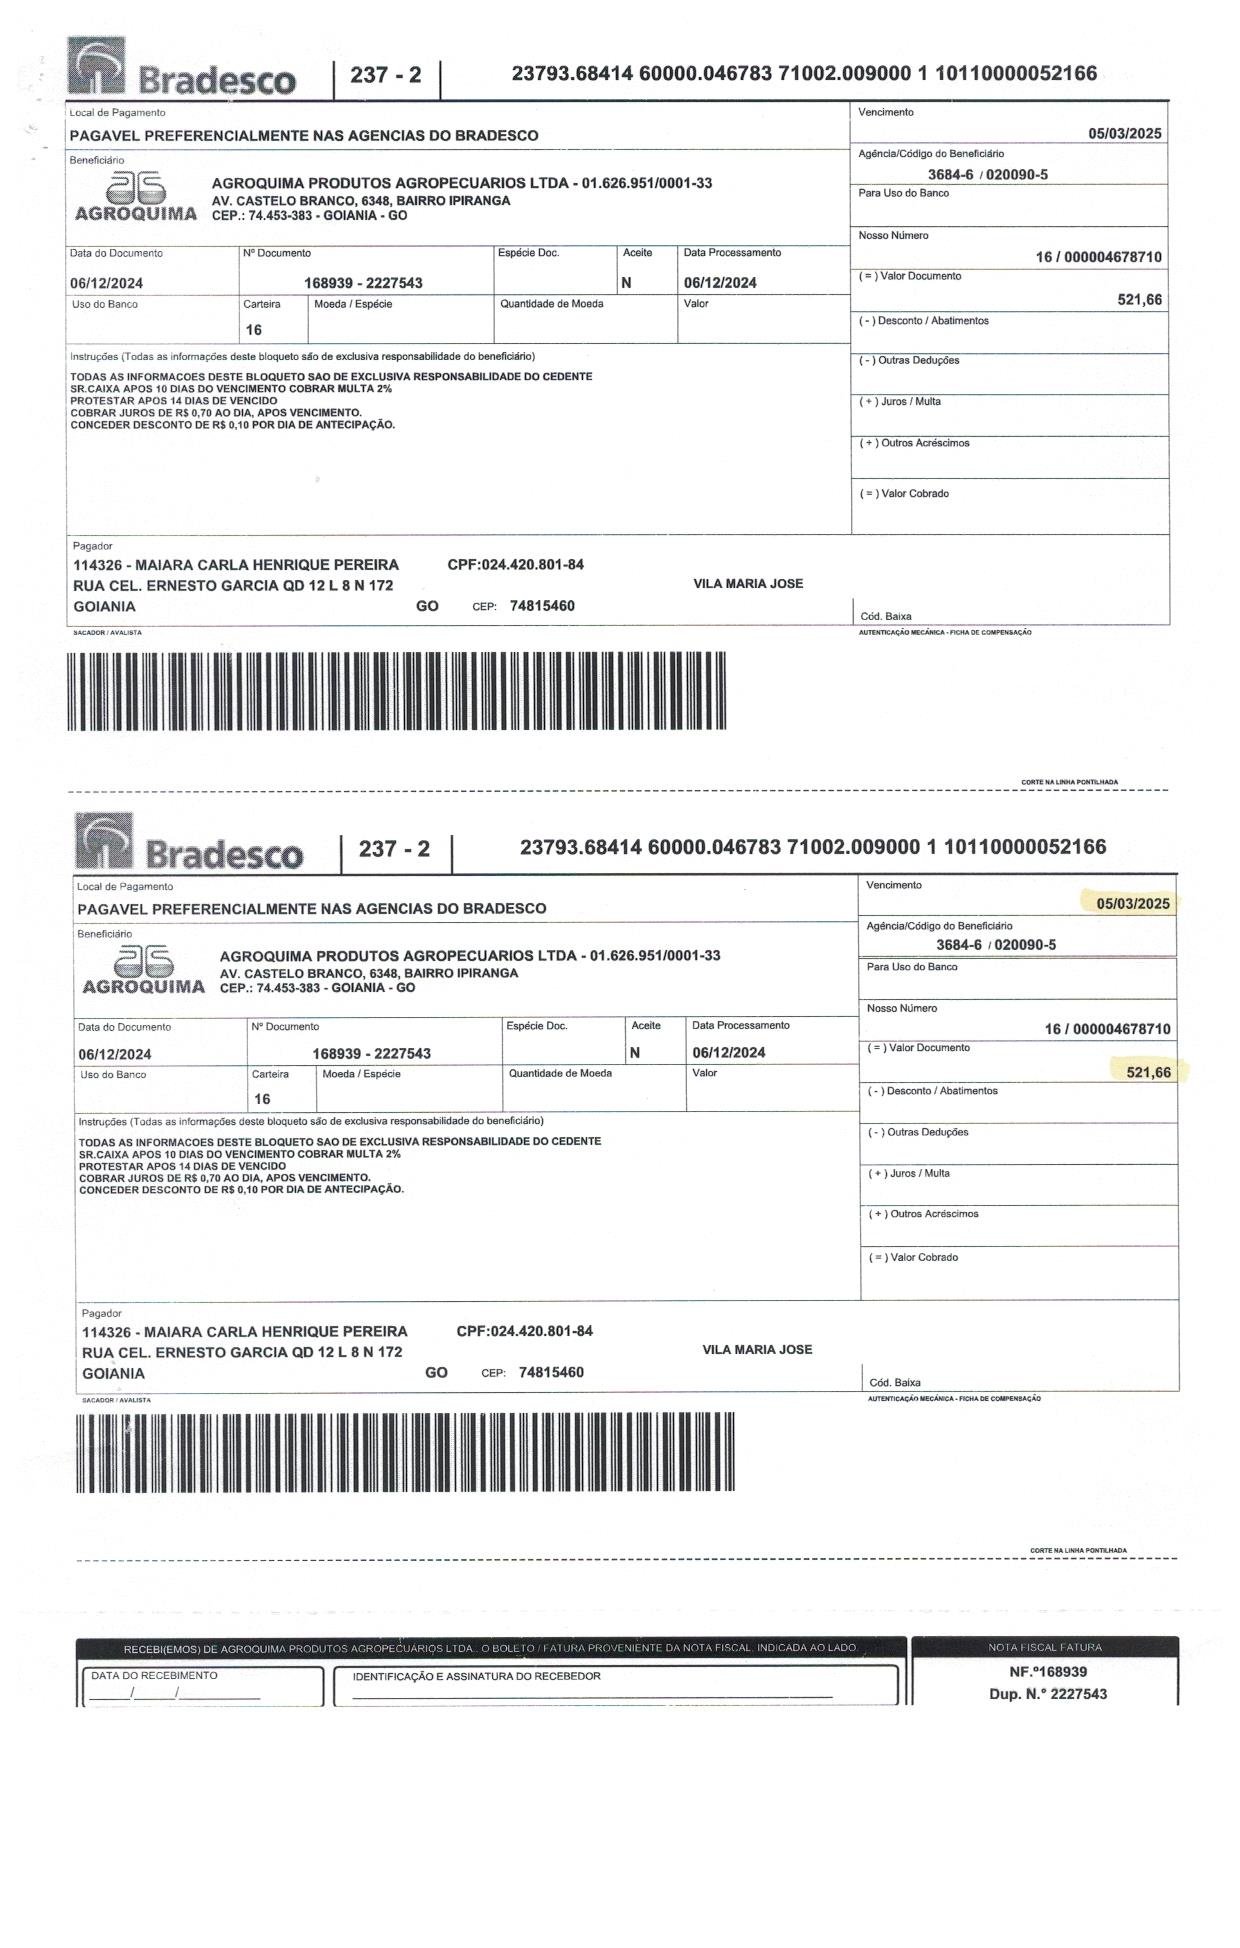 Bradesco 237 - 2 23793.68414 60000.046783 71002.009000 1 10110000052166
Local de Pagamento
PAGAVEL PREFERENCIALMENTE NAS AGENCIAS DO BRADESCO
Vencimento
05/03/2025
Beneficiário
AGROQUIMA
AGROQUIMA PRODUTOS AGROPECUARIOS LTDA - 01.626.951/0001-33
AV. CASTELO BRANCO, 6348, BAIRRO IPIRANGA
CEP.: 74.453-383 - GOIANIA - GO
Agência/Código do Beneficiário
3684-6 / 020090-5
Para Uso do Banco
Nosso Número
16 / 000004678710
Data do Documento Nº Documento Espécie Doc. Aceite Data Processamento
06/12/2024 168939 - 2227543 N 06/12/2024
( = ) Valor Documento
521,66
Uso do Banco Carteira Moeda / Espécie Quantidade de Moeda Valor
16
( - ) Desconto / Abatimentos
Instruções (Todas as informações deste bloqueto são de exclusiva responsabilidade do beneficiário)
TODAS AS INFORMACOES DESTE BLOQUETO SAO DE EXCLUSIVA RESPONSABILIDADE DO CEDENTE
SR.CAIXA APOS 10 DIAS DO VENCIMENTO COBRAR MULTA 2%
PROTESTAR APOS 14 DIAS DE VENCIDO
COBRAR JUROS DE R$ 0,70 AO DIA, APOS VENCIMENTO.
CONCEDER DESCONTO DE R$ 0,10 POR DIA DE ANTECIPAÇÃO.
( - ) Outras Deduções
( + ) Juros / Multa
( + ) Outros Acréscimos
( = ) Valor Cobrado
Pagador
114326 - MAIARA CARLA HENRIQUE PEREIRA CPF:024.420.801-84
RUA CEL. ERNESTO GARCIA QD 12 L 8 N 172 VILA MARIA JOSE
GOIANIA GO CEP: 74815460
Cód. Baixa
SACADOR / AVALISTA AUTENTICAÇÃO MECÂNICA - FICHA DE COMPENSAÇÃO
CORTE NA LINHA PONTILHADA
Bradesco 237 - 2 23793.68414 60000.046783 71002.009000 1 10110000052166
Local de Pagamento
PAGAVEL PREFERENCIALMENTE NAS AGENCIAS DO BRADESCO
Vencimento
05/03/2025
Beneficiário
AGROQUIMA
AGROQUIMA PRODUTOS AGROPECUARIOS LTDA - 01.626.951/0001-33
AV. CASTELO BRANCO, 6348, BAIRRO IPIRANGA
CEP.: 74.453-383 - GOIANIA - GO
Agência/Código do Beneficiário
3684-6 / 020090-5
Para Uso do Banco
Nosso Número
16 / 000004678710
Data do Documento Nº Documento Espécie Doc. Aceite Data Processamento
06/12/2024 168939 - 2227543 N 06/12/2024
( = ) Valor Documento
521,66
Uso do Banco Carteira Moeda / Espécie Quantidade de Moeda Valor
16
( - ) Desconto / Abatimentos
Instruções (Todas as informações deste bloqueto são de exclusiva responsabilidade do beneficiário)
TODAS AS INFORMACOES DESTE BLOQUETO SAO DE EXCLUSIVA RESPONSABILIDADE DO CEDENTE
SR.CAIXA APOS 10 DIAS DO VENCIMENTO COBRAR MULTA 2%
PROTESTAR APOS 14 DIAS DE VENCIDO
COBRAR JUROS DE R$ 0,70 AO DIA, APOS VENCIMENTO.
CONCEDER DESCONTO DE R$ 0,10 POR DIA DE ANTECIPAÇÃO.
( - ) Outras Deduções
( + ) Juros / Multa
( + ) Outros Acréscimos
( = ) Valor Cobrado
Pagador
114326 - MAIARA CARLA HENRIQUE PEREIRA CPF:024.420.801-84
RUA CEL. ERNESTO GARCIA QD 12 L 8 N 172 VILA MARIA JOSE
GOIANIA GO CEP: 74815460
Cód. Baixa
SACADOR / AVALISTA AUTENTICAÇÃO MECÂNICA - FICHA DE COMPENSAÇÃO
CORTE NA LINHA PONTILHADA
RECEBI(EMOS) DE AGROQUIMA PRODUTOS AGROPECUÁRIOS LTDA.. O BOLETO / FATURA PROVENIENTE DA NOTA FISCAL, INDICADA AO LADO.
NOTA FISCAL FATURA
DATA DO RECEBIMENTO
____/____/________
IDENTIFICAÇÃO E ASSINATURA DO RECEBEDOR
NF.º168939
Dup. N.º 2227543